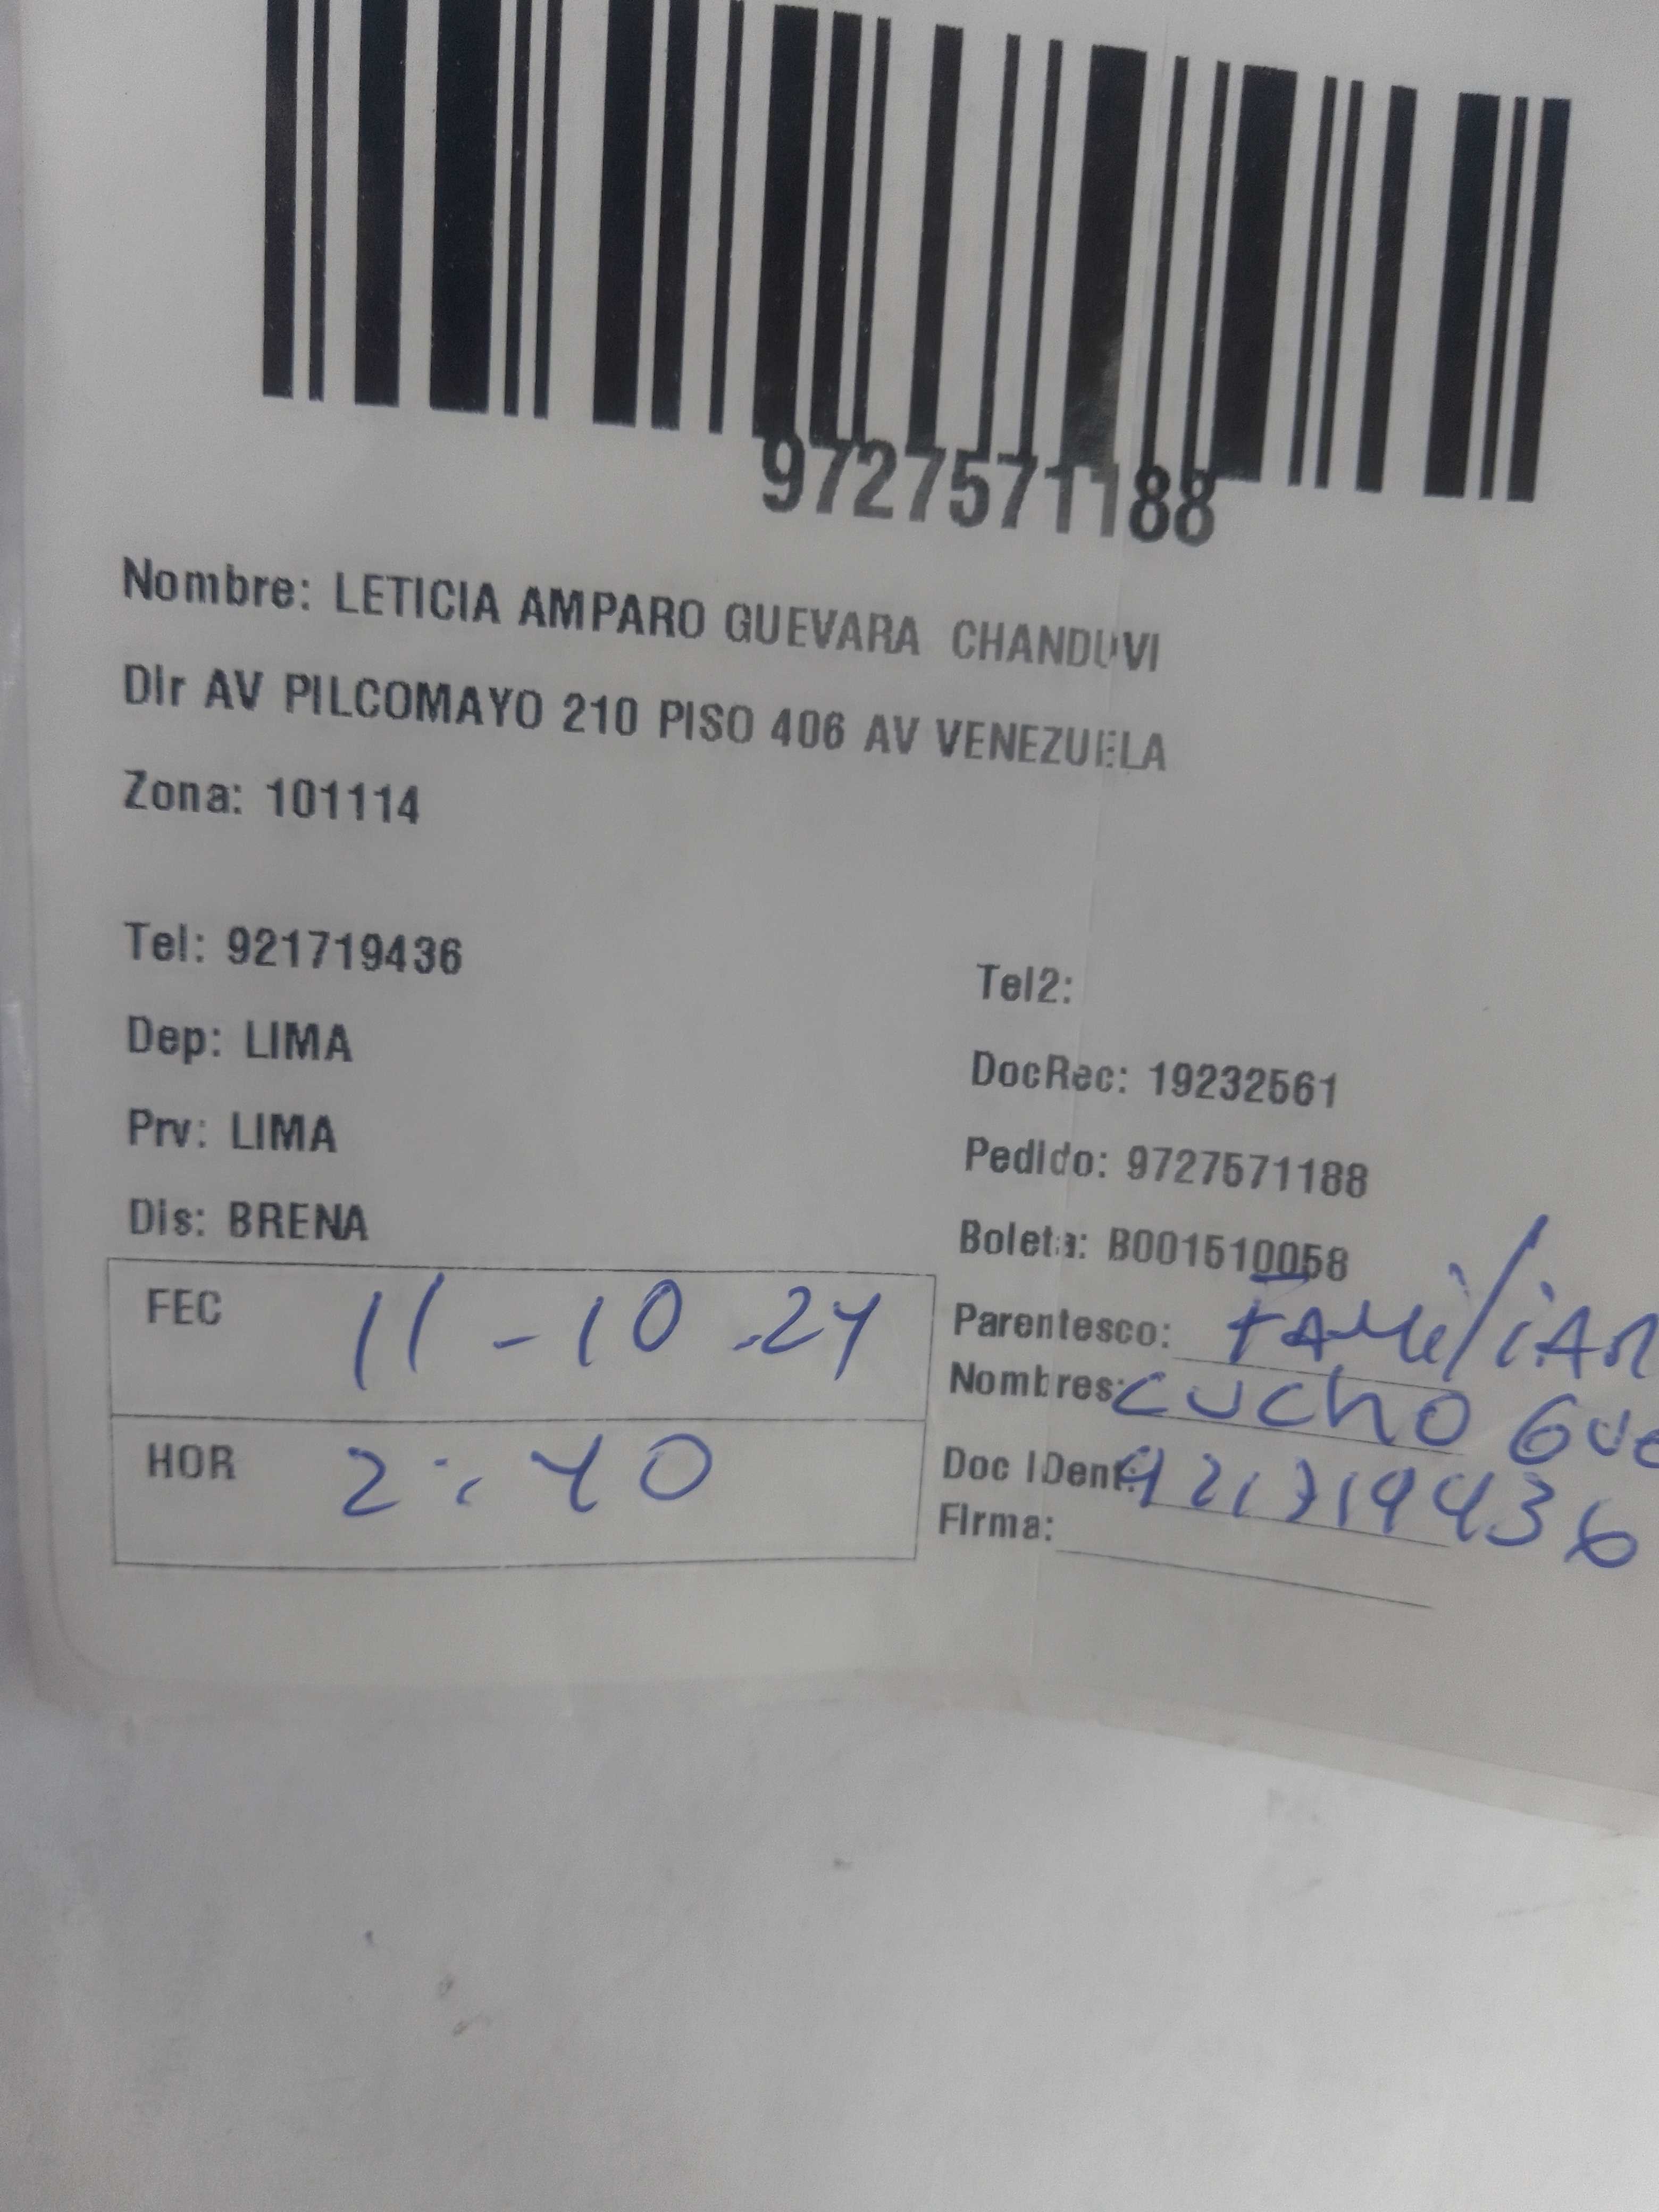 9727571188
Nombre: LETICIA AMPARO GUEVARA CHANDUVI
Dir AV PILCOMAYO 210 PISO 406 AV VENEZUELA
Zona: 101114
Tel: 921719436
Tel2:
Dep: LIMA
DocRec: 19232561
Prv: LIMA
Pedido: 9727571188
Dis: BRENA
Boleta: B001510058
FEC 11-10.24
Parentesco: FAMiliAR
Nombres: CUCHO
HOR 2:40
Doc IDent: 921719436
Firma: